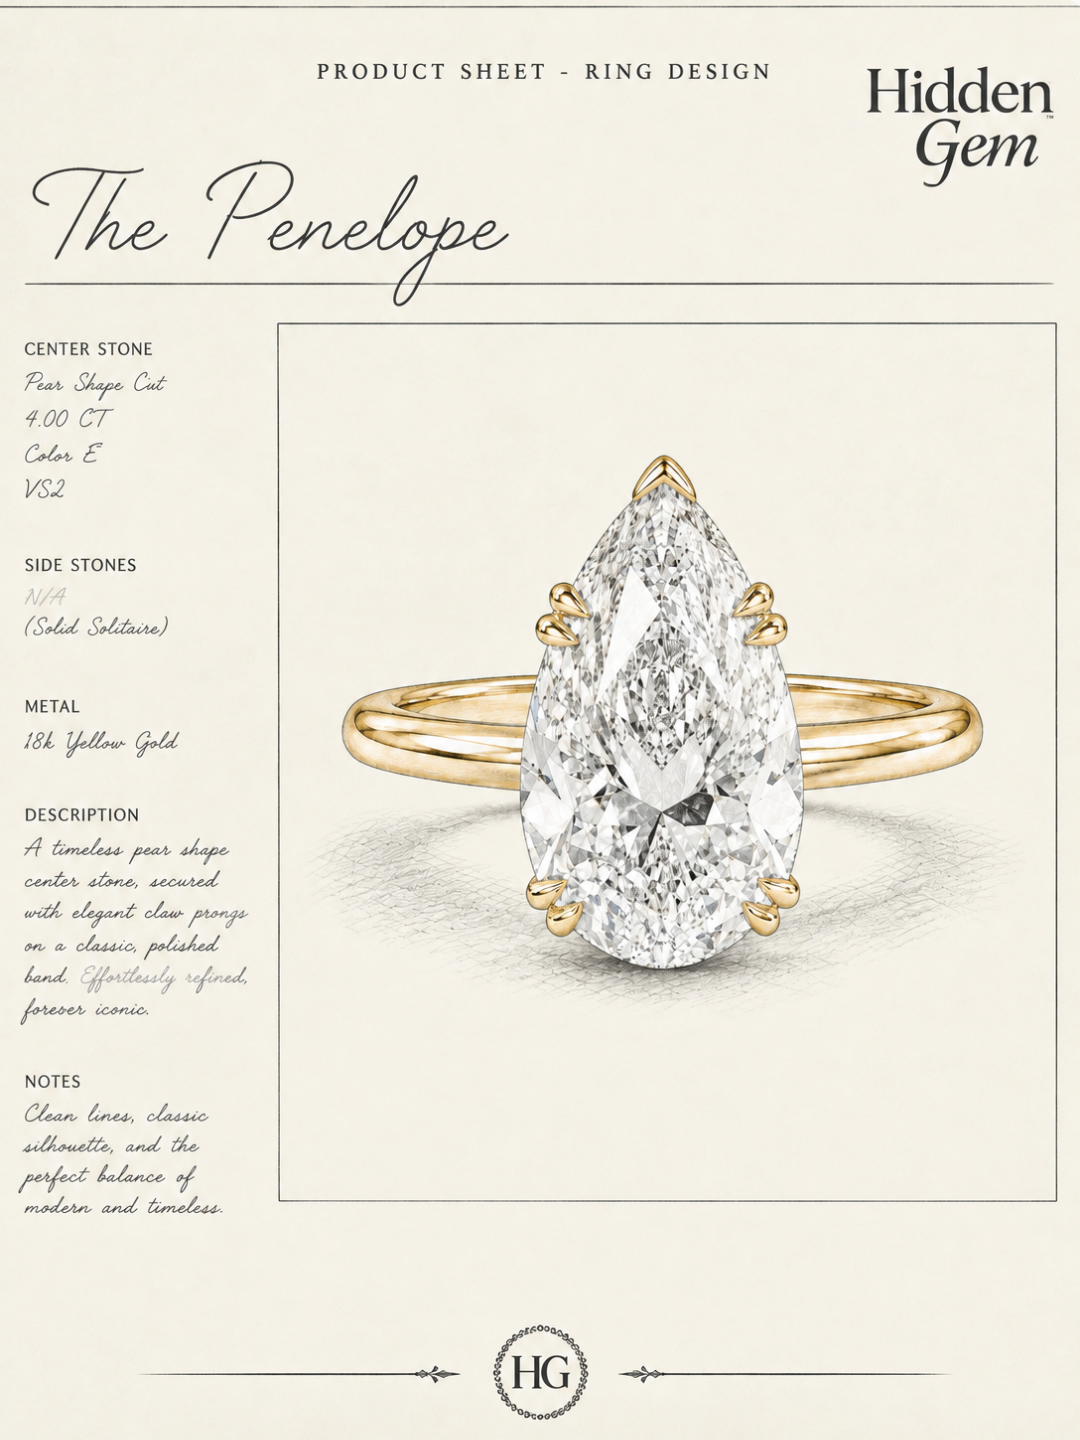 PRODUCT SHEET - RING DESIGN
Hidden
Gem
™
The Penelope
CENTER STONE
Pear Shape Cut
4.00 CT
Color E
VS2
SIDE STONES
N/A
(Solid Solitaire)
METAL
18k Yellow Gold
DESCRIPTION
A timeless pear shape
center stone, secured
with elegant claw prongs
on a classic, polished
band. Effortlessly refined,
forever iconic.
NOTES
Clean lines, classic
silhouette, and the
perfect balance of
modern and timeless.
HG